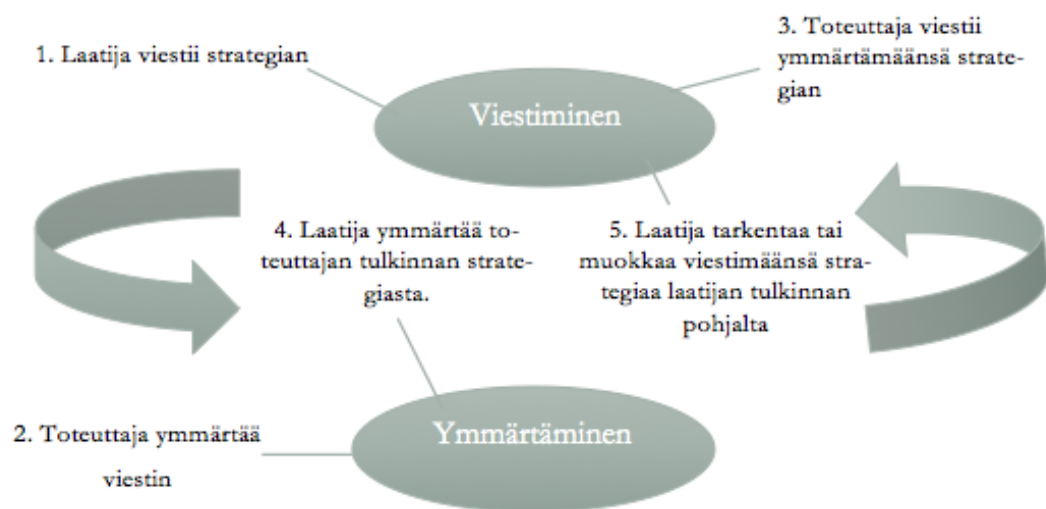 1. Laatija viestii strategian
3. Toteuttaja viestii
ymmärtämäänsä strate-
gian
Viestiminen
4. Laatija ymmärtää to-
teuttajan tulkinnan strate-
giasta.
5. Laatija tarkentaa tai
muokkaa viestimäänsä stra-
tegiaa laatijan tulkinnan
pohjalta
Ymmärtäminen
2. Toteuttaja ymmärtää
viestin